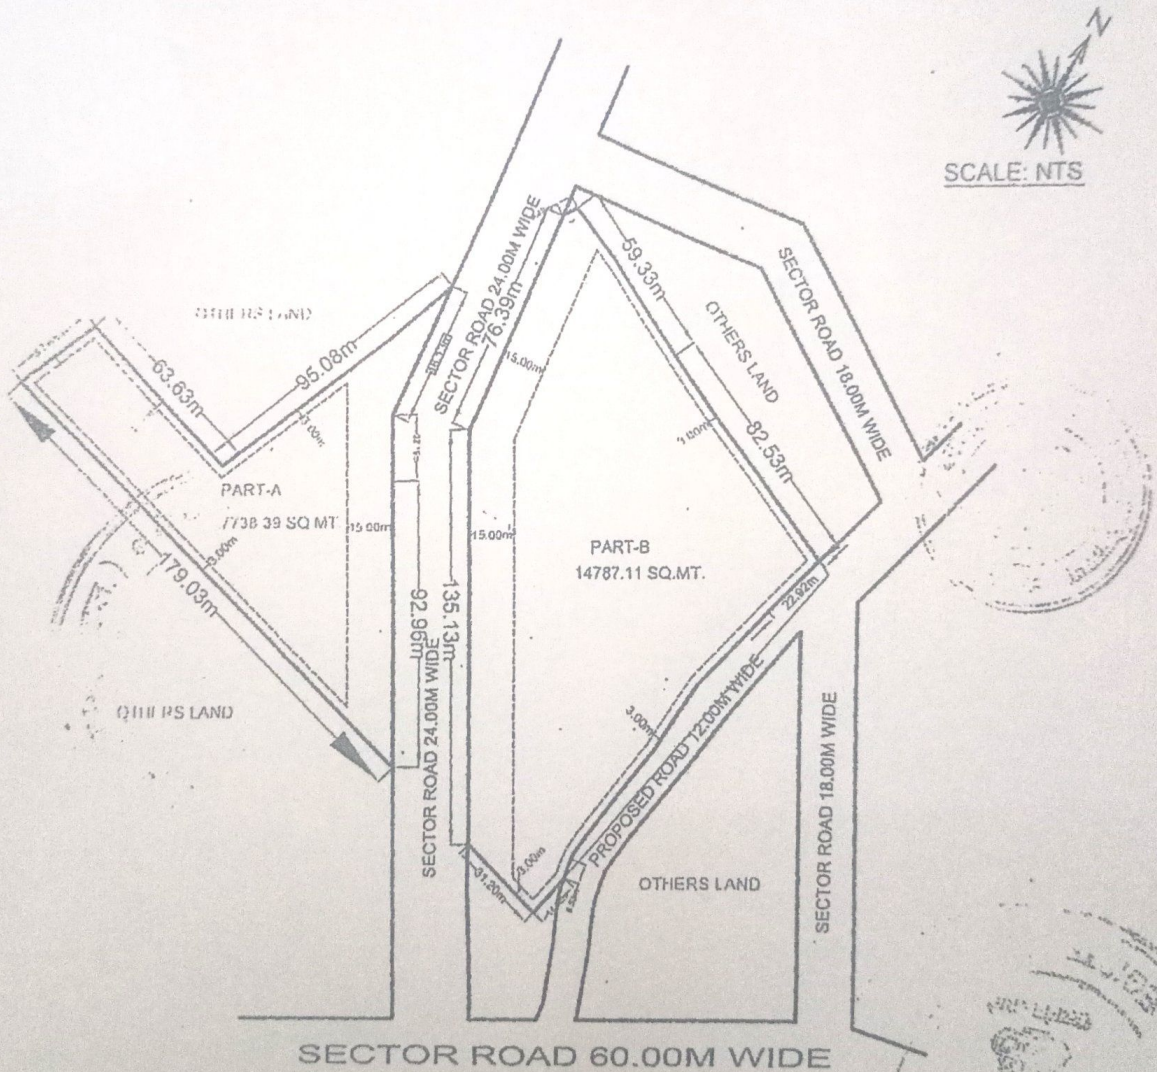 N
SCALE: NTS
SECTOR ROAD 24.00M WIDE
76.39m
59.33m
SECTOR ROAD 18.00M WIDE
OTHERS LAND
OTHERS LAND
63.63m
95.08m
15.00m
3.00m
82.53m
3.00m
PART-A
7738.39 SQ.MT.
15.00m
15.00m
PART-B
14787.11 SQ.MT.
3.00m
179.03m
92.96m
135.13m
22.92m
OTHERS LAND
SECTOR ROAD 24.00M WIDE
3.00m
PROPOSED ROAD 12.00M WIDE
SECTOR ROAD 18.00M WIDE
31.20m
3.00m
OTHERS LAND
SECTOR ROAD 60.00M WIDE